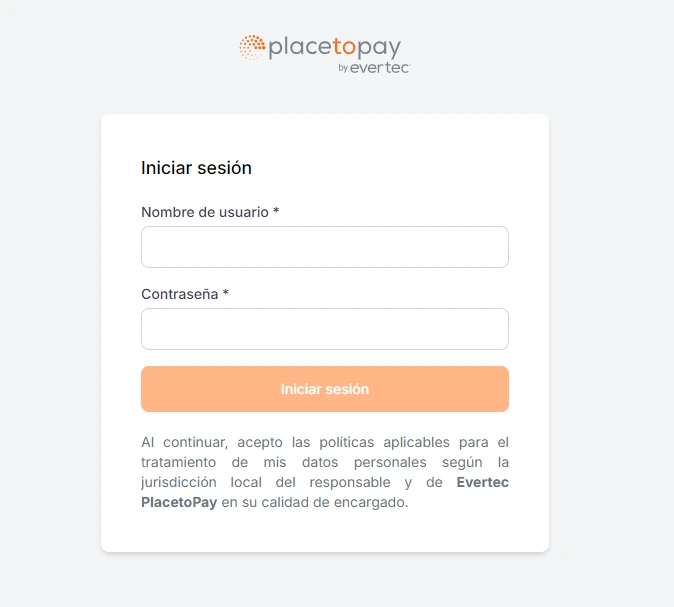 placetopay
by evertec
Iniciar sesión
Nombre de usuario *
Contraseña *
Iniciar sesión
Al continuar, acepto las políticas aplicables para el
tratamiento de mis datos personales según la
jurisdicción local del responsable y de Evertec
PlacetoPay en su calidad de encargado.